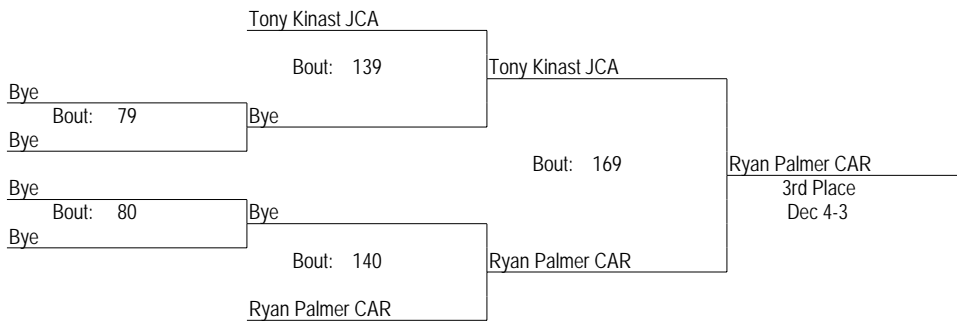 Tony Kinast JCA
Bout: 139
Tony Kinast JCA
Bye
Bout: 79
Bye
Bye
Bout: 169
Ryan Palmer CAR
3rd Place
Dec 4-3
Bye
Bout: 80
Bye
Bye
Bout: 140
Ryan Palmer CAR
Ryan Palmer CAR